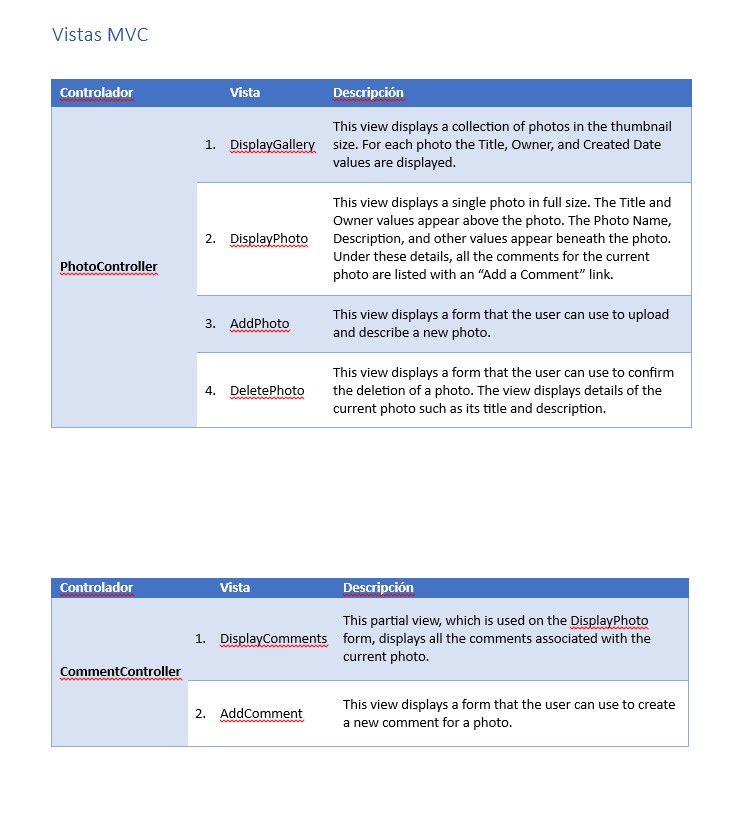 Vistas MVC
Controlador Vista Descripción
This view displays a collection of photos in the thumbnail
1. DisplayGallery size. For each photo the Title, Owner, and Created Date
values are displayed.
This view displays a single photo in full size. The Title and
Owner values appear above the photo. The Photo Name,
2. DisplayPhoto Description, and other values appear beneath the photo.
Under these details, all the comments for the current
PhotoController photo are listed with an “Add a Comment” link.
This view displays a form that the user can use to upload
3. AddPhoto and describe a new photo.
This view displays a form that the user can use to confirm
4. DeletePhoto the deletion of a photo. The view displays details of the
current photo such as its title and description.
Controlador Vista Descripción
This partial view, which is used on the DisplayPhoto
1. DisplayComments form, displays all the comments associated with the
current photo.
CommentController
This view displays a form that the user can use to create
2. AddComment a new comment for a photo.